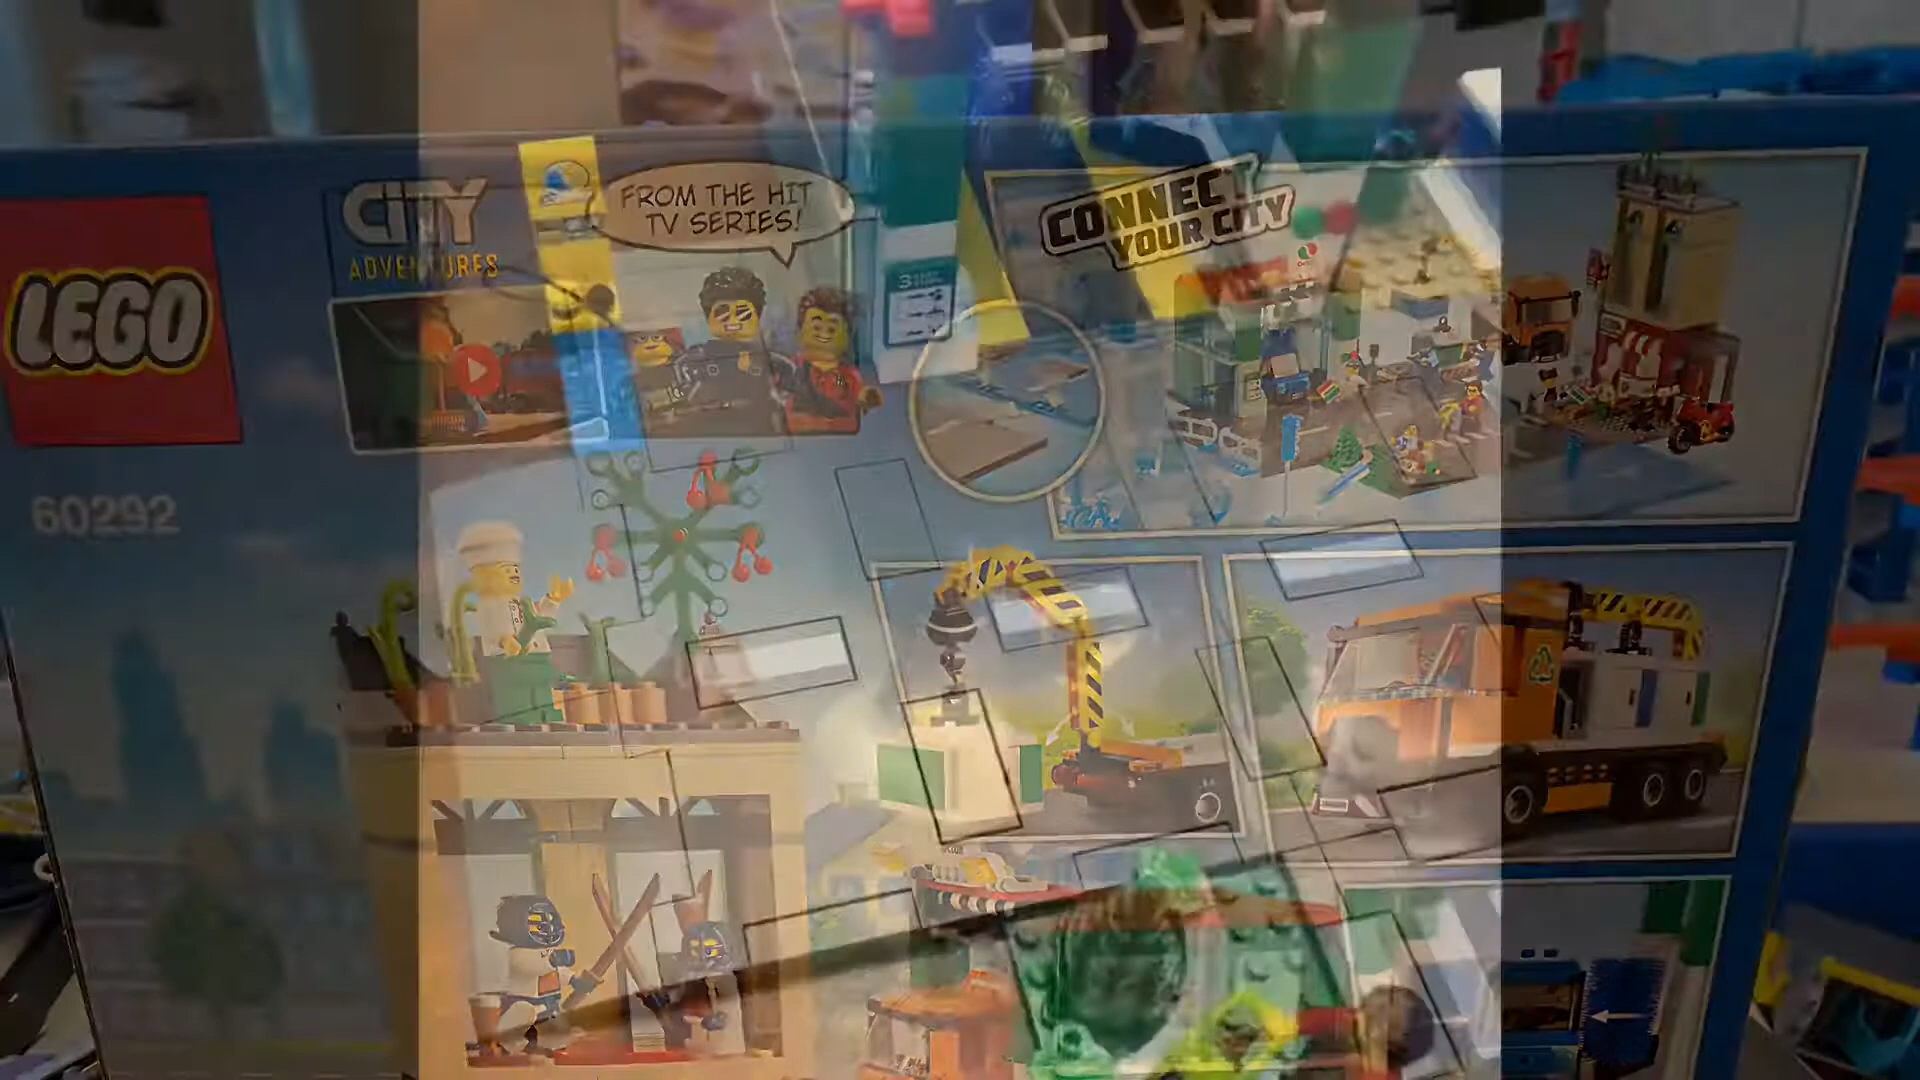 LEGO
CITY
ADVENTURES
FROM THE HIT
TV SERIES!
CONNECT
YOUR CITY
60292